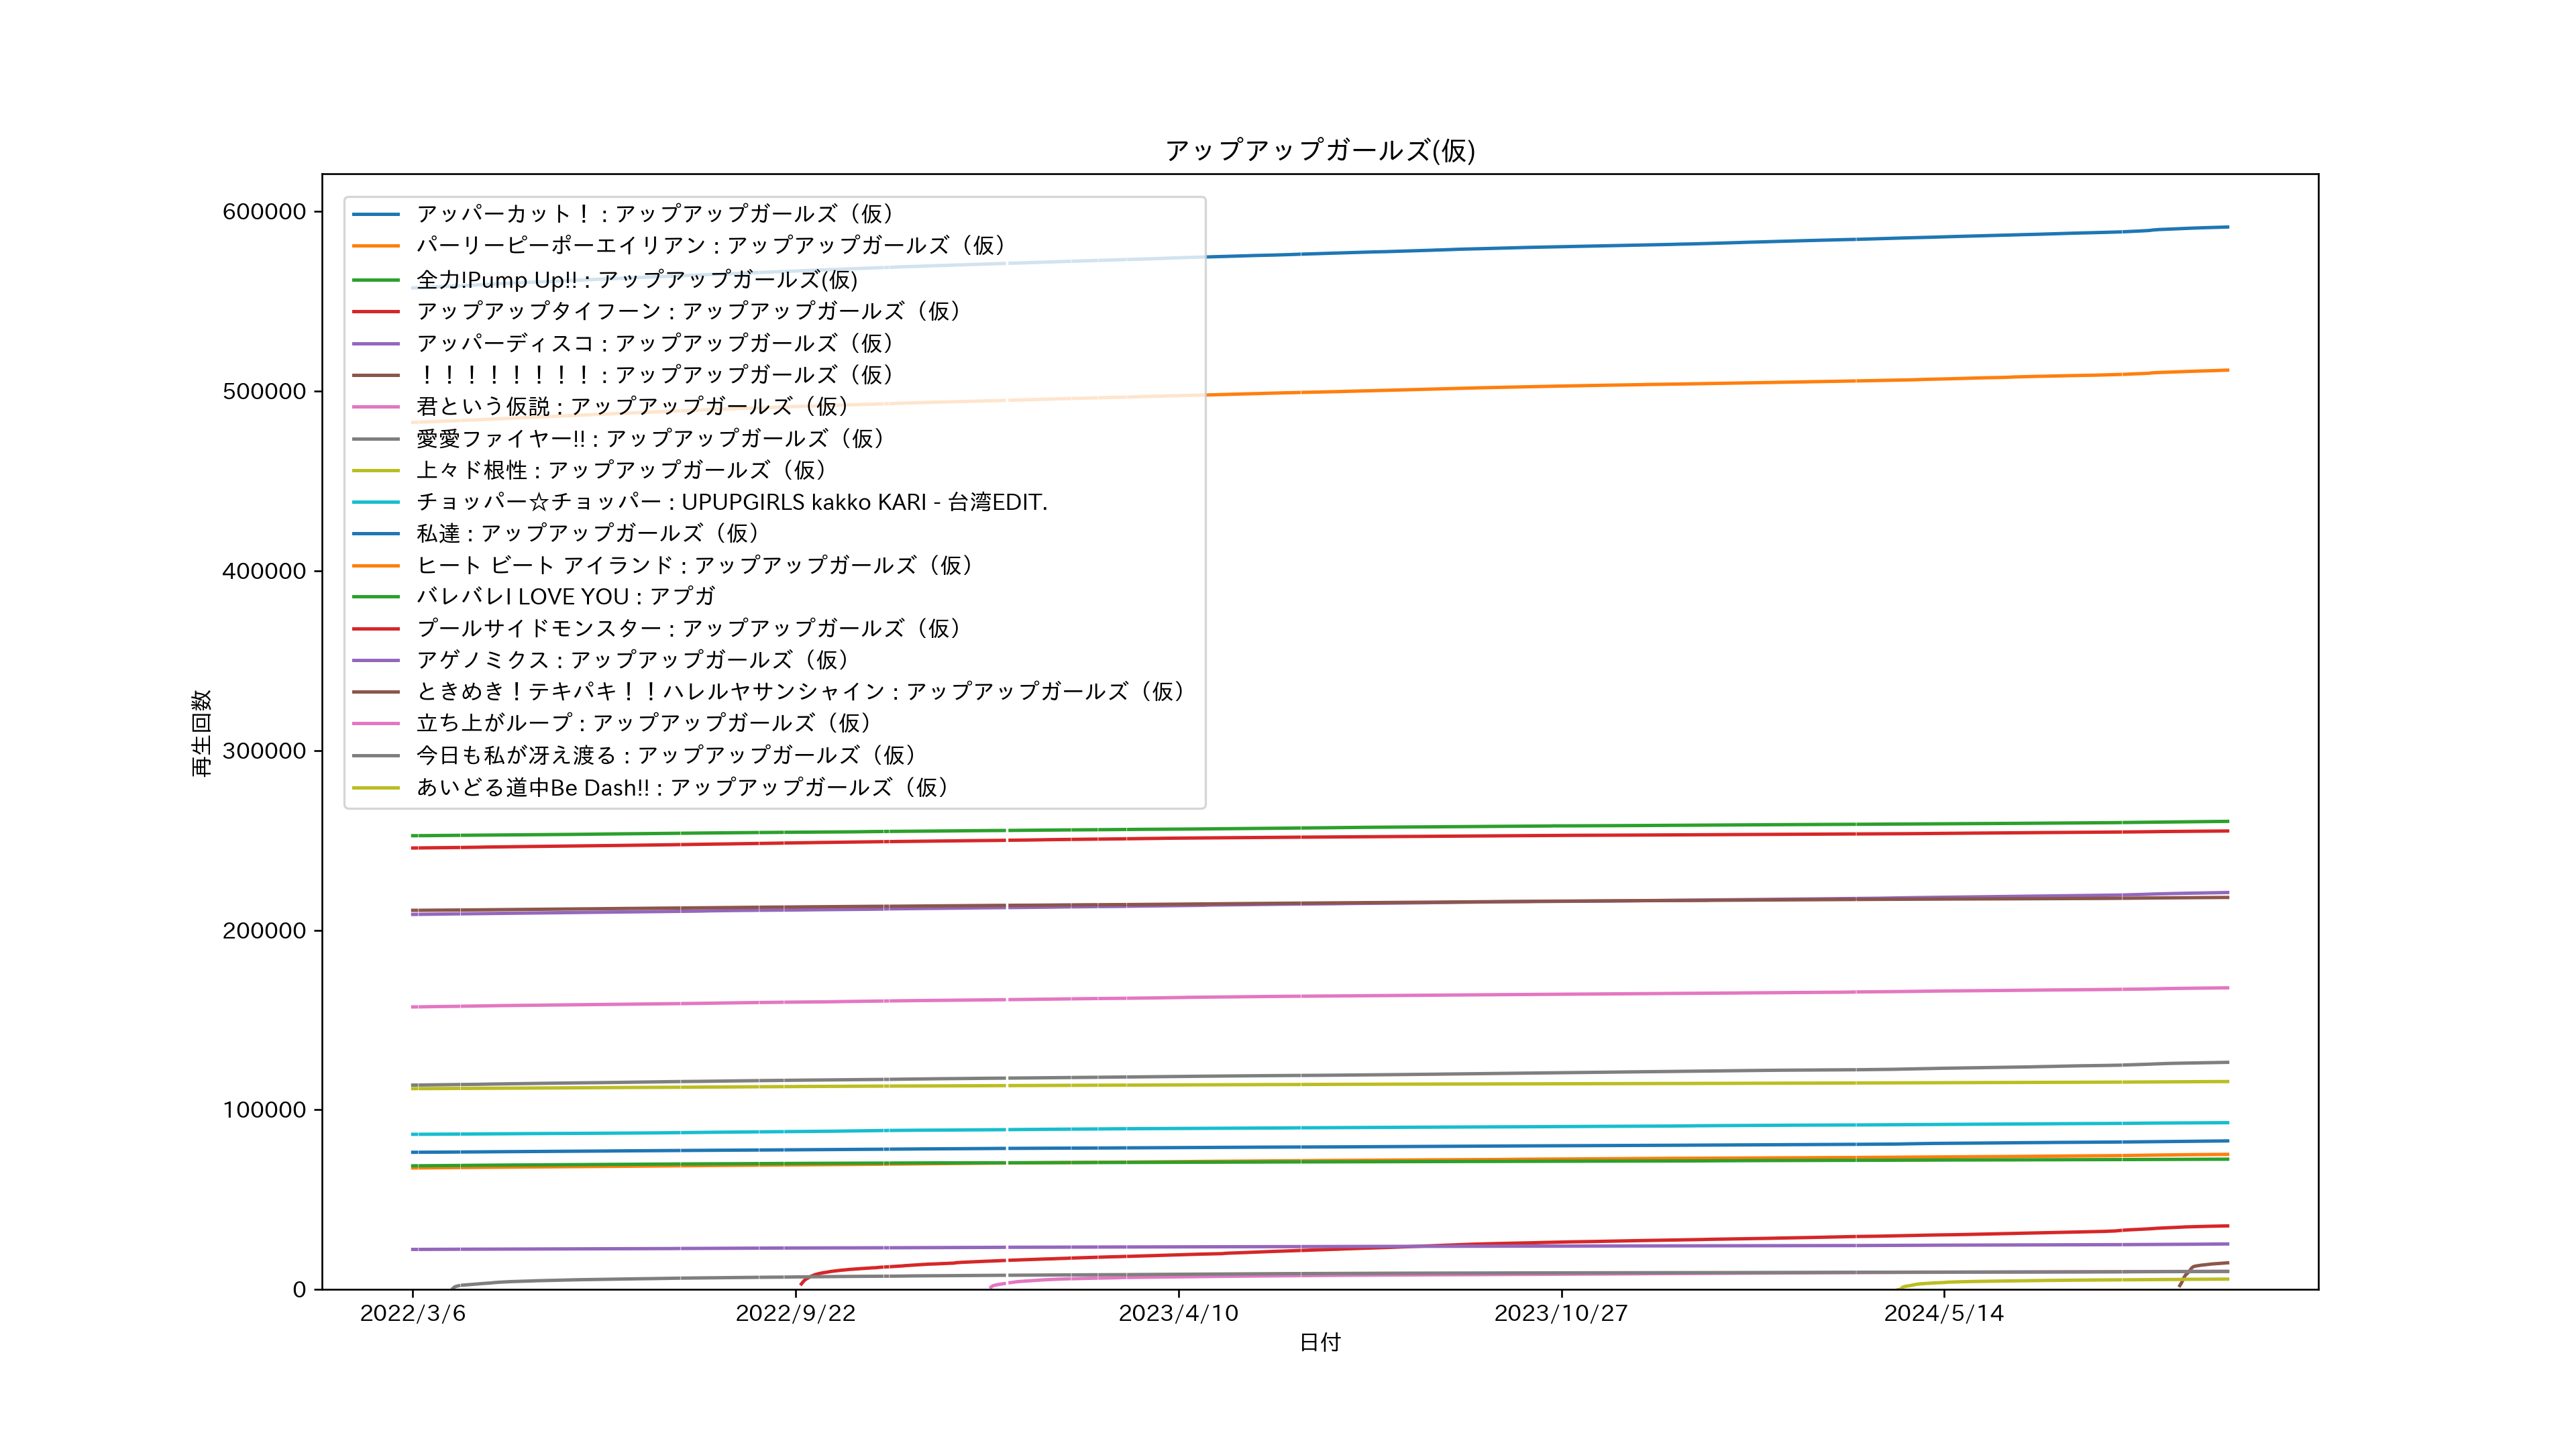 アップアップガールズ(仮)
600000
500000
400000
300000
200000
100000
0
再生回数
アッパーカット！ : アップアップガールズ（仮）
パーリーピーポーエイリアン : アップアップガールズ（仮）
全力!Pump Up!! : アップアップガールズ(仮)
アップアップタイフーン : アップアップガールズ（仮）
アッパーディスコ : アップアップガールズ（仮）
！！！！！！！！ : アップアップガールズ（仮）
君という仮説 : アップアップガールズ（仮）
愛愛ファイヤー!! : アップアップガールズ（仮）
上々ド根性 : アップアップガールズ（仮）
チョッパー☆チョッパー : UPUPGIRLS kakko KARI - 台湾EDIT.
私達 : アップアップガールズ（仮）
ヒート ビート アイランド : アップアップガールズ（仮）
バレバレI LOVE YOU : アプガ
プールサイドモンスター : アップアップガールズ（仮）
アゲノミクス : アップアップガールズ（仮）
ときめき！テキパキ！！ハレルヤサンシャイン : アップアップガールズ（仮）
立ち上がループ : アップアップガールズ（仮）
今日も私が冴え渡る : アップアップガールズ（仮）
あいどる道中Be Dash!! : アップアップガールズ（仮）
2022/3/6
2022/9/22
2023/4/10
2023/10/27
2024/5/14
日付